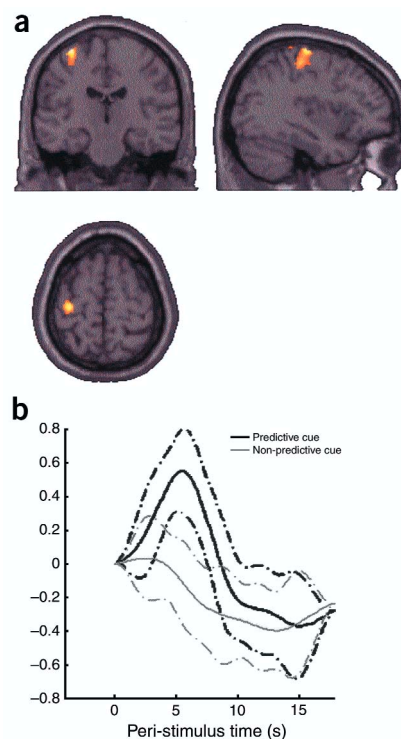 a
b
0.8
0.6
0.4
0.2
0
−0.2
−0.4
−0.6
−0.8
Predictive cue
Non-predictive cue
0 5 10 15
Peri-stimulus time (s)